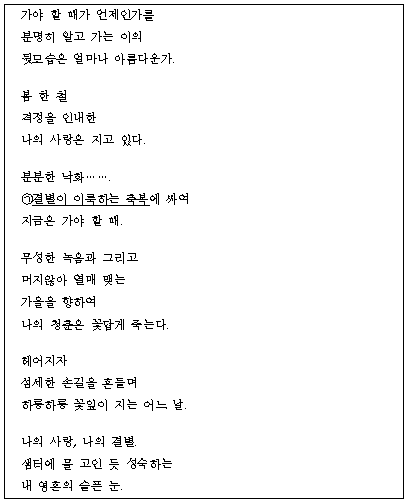 가야 할 때가 언제인가를
분명히 알고 가는 이의
뒷모습은 얼마나 아름다운가.
봄 한 철
격정을 인내한
나의 사랑은 지고 있다.
분분한 낙화…….
㉠결별이 이룩하는 축복에 싸여
지금은 가야 할 때.
무성한 녹음과 그리고
머지않아 열매 맺는
가을을 향하여
나의 청춘은 꽃답게 죽는다.
헤어지자
섬세한 손길을 흔들며
하롱하롱 꽃잎이 지는 어느 날.
나의 사랑, 나의 결별.
샘터에 물 고인 듯 성숙하는
내 영혼의 슬픈 눈.